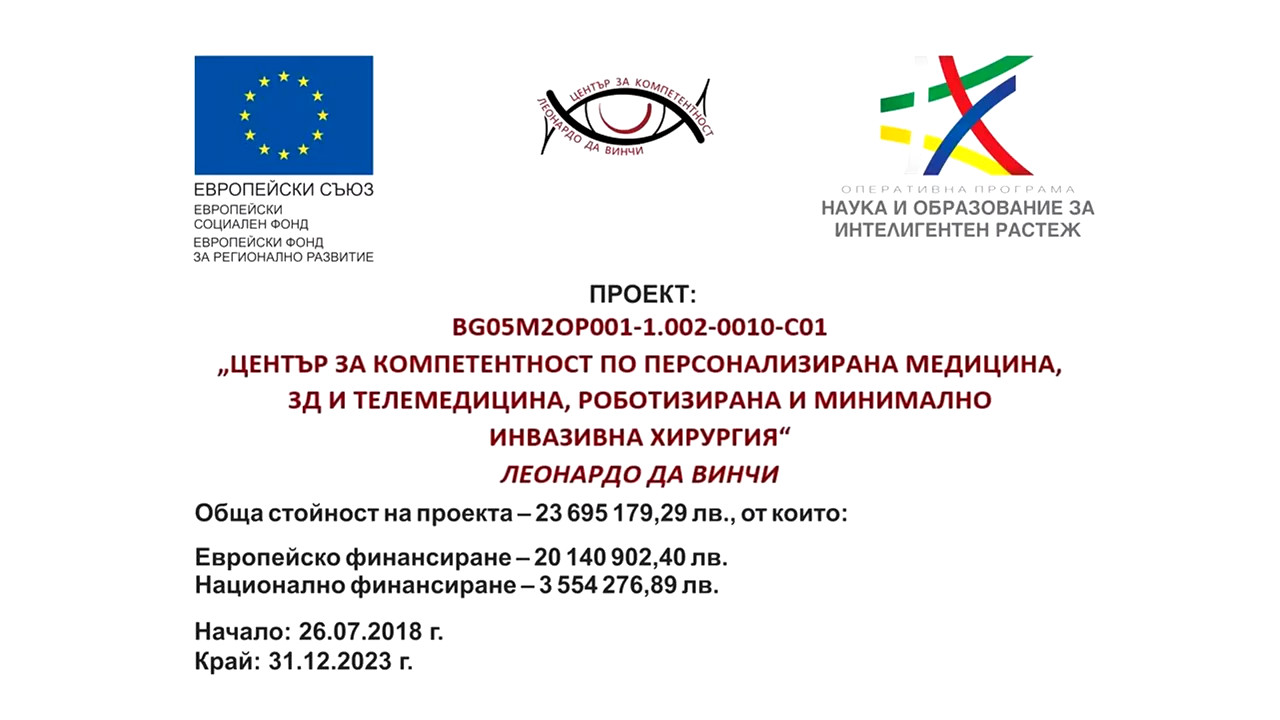 ЕВРОПЕЙСКИ СЪЮЗ
ЕВРОПЕЙСКИ
СОЦИАЛЕН ФОНД
ЕВРОПЕЙСКИ ФОНД
ЗА РЕГИОНАЛНО РАЗВИТИЕ
ЦЕНТЪР ЗА КОМПЕТЕНТНОСТ
ЛЕОНАРДО ДА ВИНЧИ
ОПЕРАТИВНА ПРОГРАМА
НАУКА И ОБРАЗОВАНИЕ ЗА
ИНТЕЛИГЕНТЕН РАСТЕЖ
ПРОЕКТ:
BG05M2OP001-1.002-0010-C01
„ЦЕНТЪР ЗА КОМПЕТЕНТНОСТ ПО ПЕРСОНАЛИЗИРАНА МЕДИЦИНА,
3Д И ТЕЛЕМЕДИЦИНА, РОБОТИЗИРАНА И МИНИМАЛНО
ИНВАЗИВНА ХИРУРГИЯ“
ЛЕОНАРДО ДА ВИНЧИ
Обща стойност на проекта – 23 695 179,29 лв., от които:
Европейско финансиране – 20 140 902,40 лв.
Национално финансиране – 3 554 276,89 лв.
Начало: 26.07.2018 г.
Край: 31.12.2023 г.